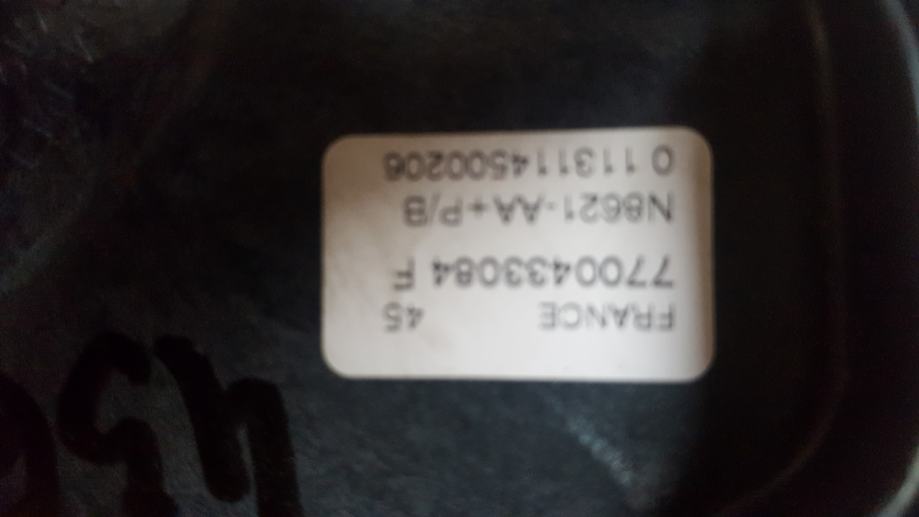 FRANCE 45
7700433084 F
N8621-AA+P/B
0 113114500206